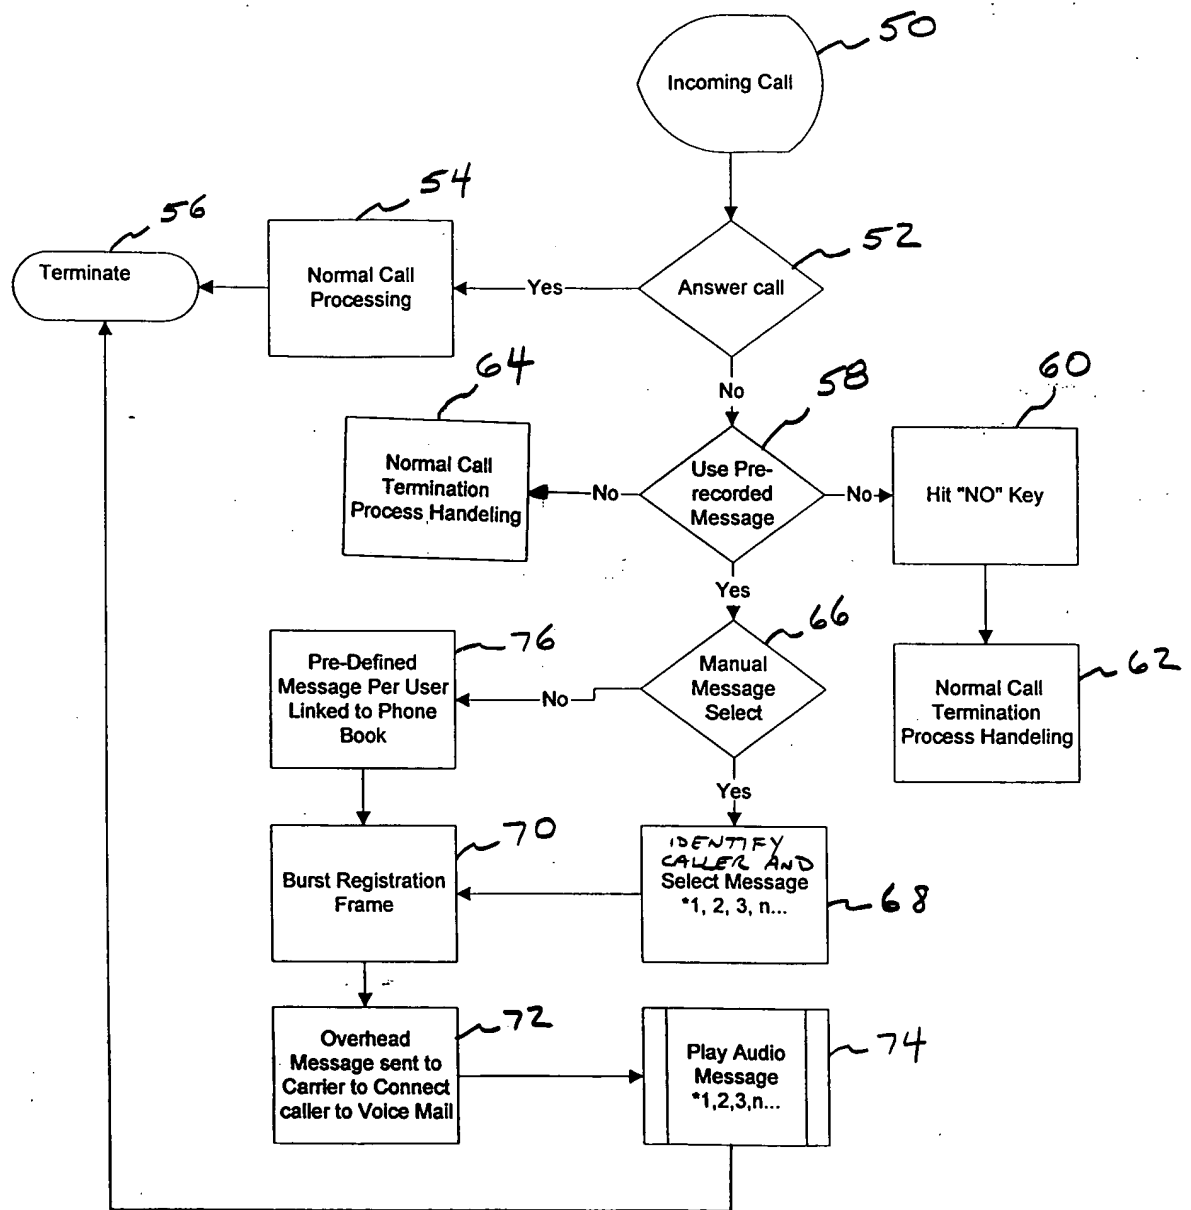 50
Incoming Call
54
56
52
Terminate
Normal Call
Processing
Yes
Answer call
64
No
58
60
Normal Call
Termination
Process Handeling
No
Use Pre-
recorded
Message
No
Hit "NO" Key
Yes
76
66
62
Pre-Defined
Message Per User
Linked to Phone
Book
No
Manual
Message
Select
Normal Call
Termination
Process Handeling
Yes
70
Burst Registration
Frame
IDENTIFY
CALLER AND
Select Message
*1, 2, 3, n...
68
72
Overhead
Message sent to
Carrier to Connect
caller to Voice Mail
Play Audio
Message
*1,2,3,n...
74